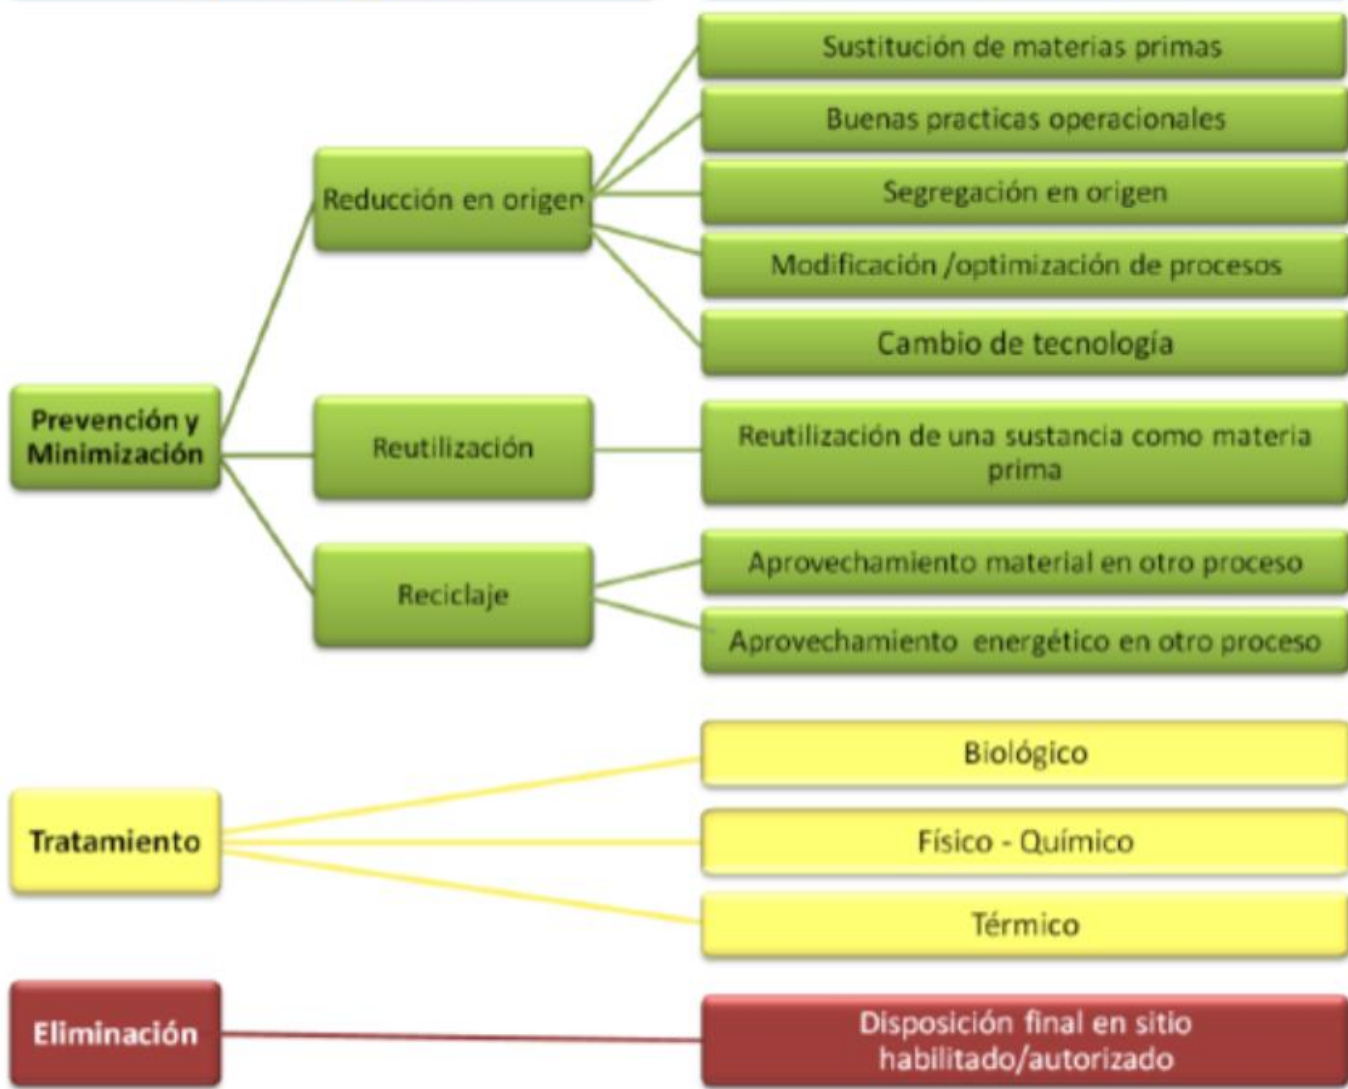 Sustitución de materias primas
Buenas practicas operacionales
Reducción en origen
Segregación en origen
Modificación /optimización de procesos
Cambio de tecnología
Prevención y
Minimización
Reutilización
Reutilización de una sustancia como materia
prima
Reciclaje
Aprovechamiento material en otro proceso
Aprovechamiento energético en otro proceso
Tratamiento
Biológico
Físico - Químico
Térmico
Eliminación
Disposición final en sitio
habilitado/autorizado